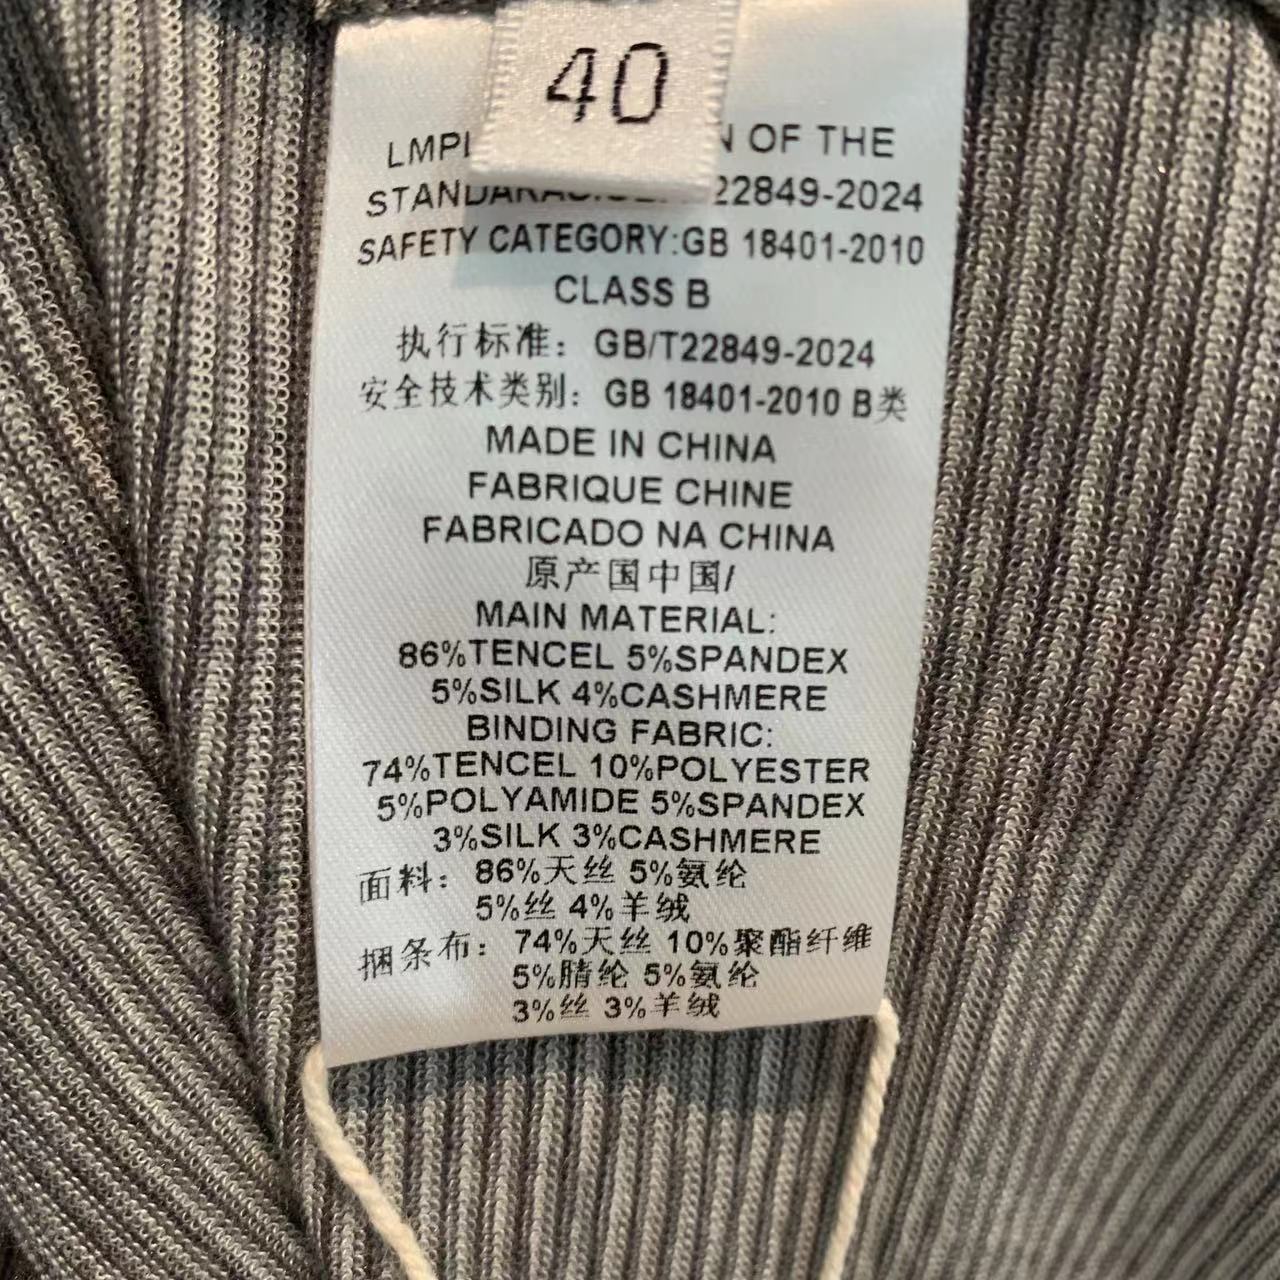 40
LMPL N OF THE
22849-2024
SAFETY CATEGORY:GB 18401-2010
CLASS B
执行标准：GB/T22849-2024
安全技术类别：GB 18401-2010 B类
MADE IN CHINA
FABRIQUE CHINE
FABRICADO NA CHINA
原产国中国/
MAIN MATERIAL:
86%TENCEL 5%SPANDEX
5%SILK 4%CASHMERE
BINDING FABRIC:
74%TENCEL 10%POLYESTER
5%POLYAMIDE 5%SPANDEX
3%SILK 3%CASHMERE
面料：86%天丝 5%氨纶
5%丝 4%羊绒
捆条布：74%天丝 10%聚酯纤维
5%腈纶 5%氨纶
3%丝 3%羊绒